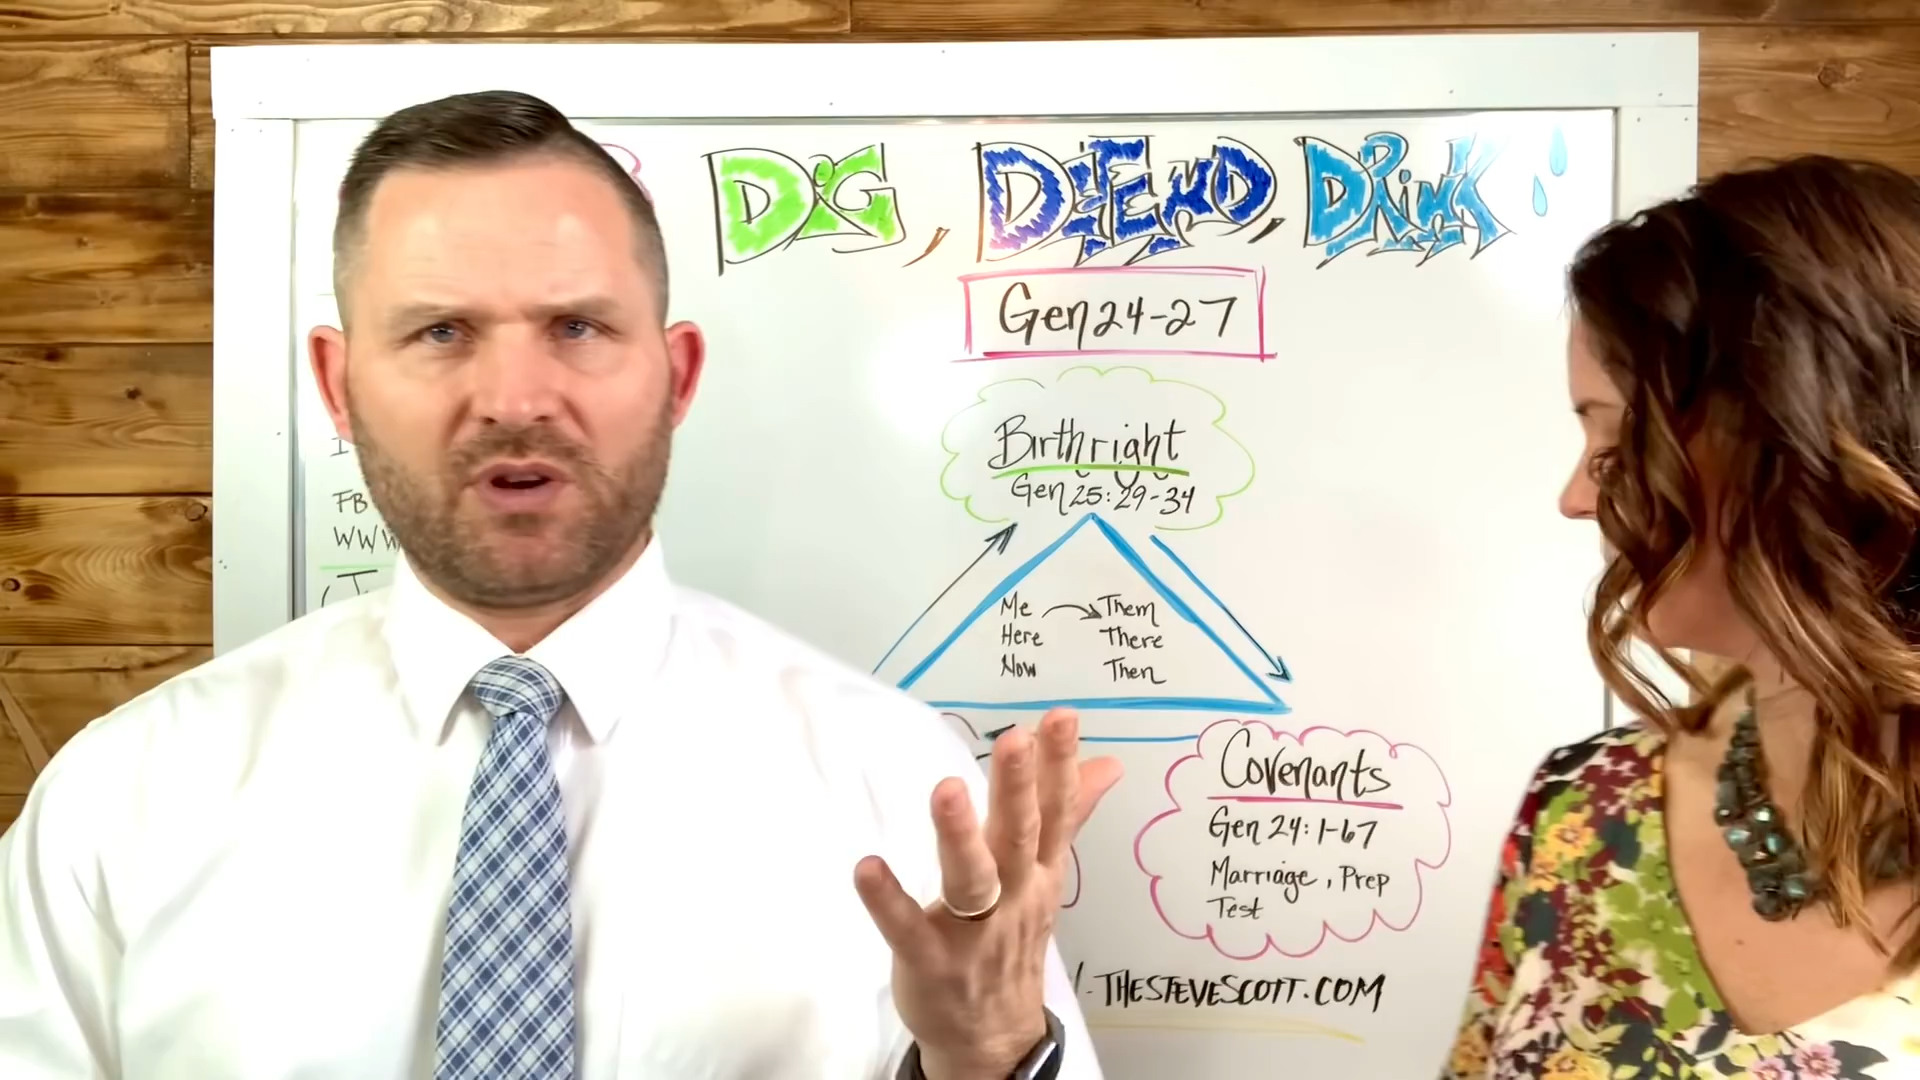 DiG, DEFEND, DRiNK
Gen 24-27
Birthright
Gen 25:29-34
Me Them
Here There
Now Then
Covenants
Gen 24:1-67
Marriage, Prep
Test
FB
WWW
THESTEVESCOTT.COM